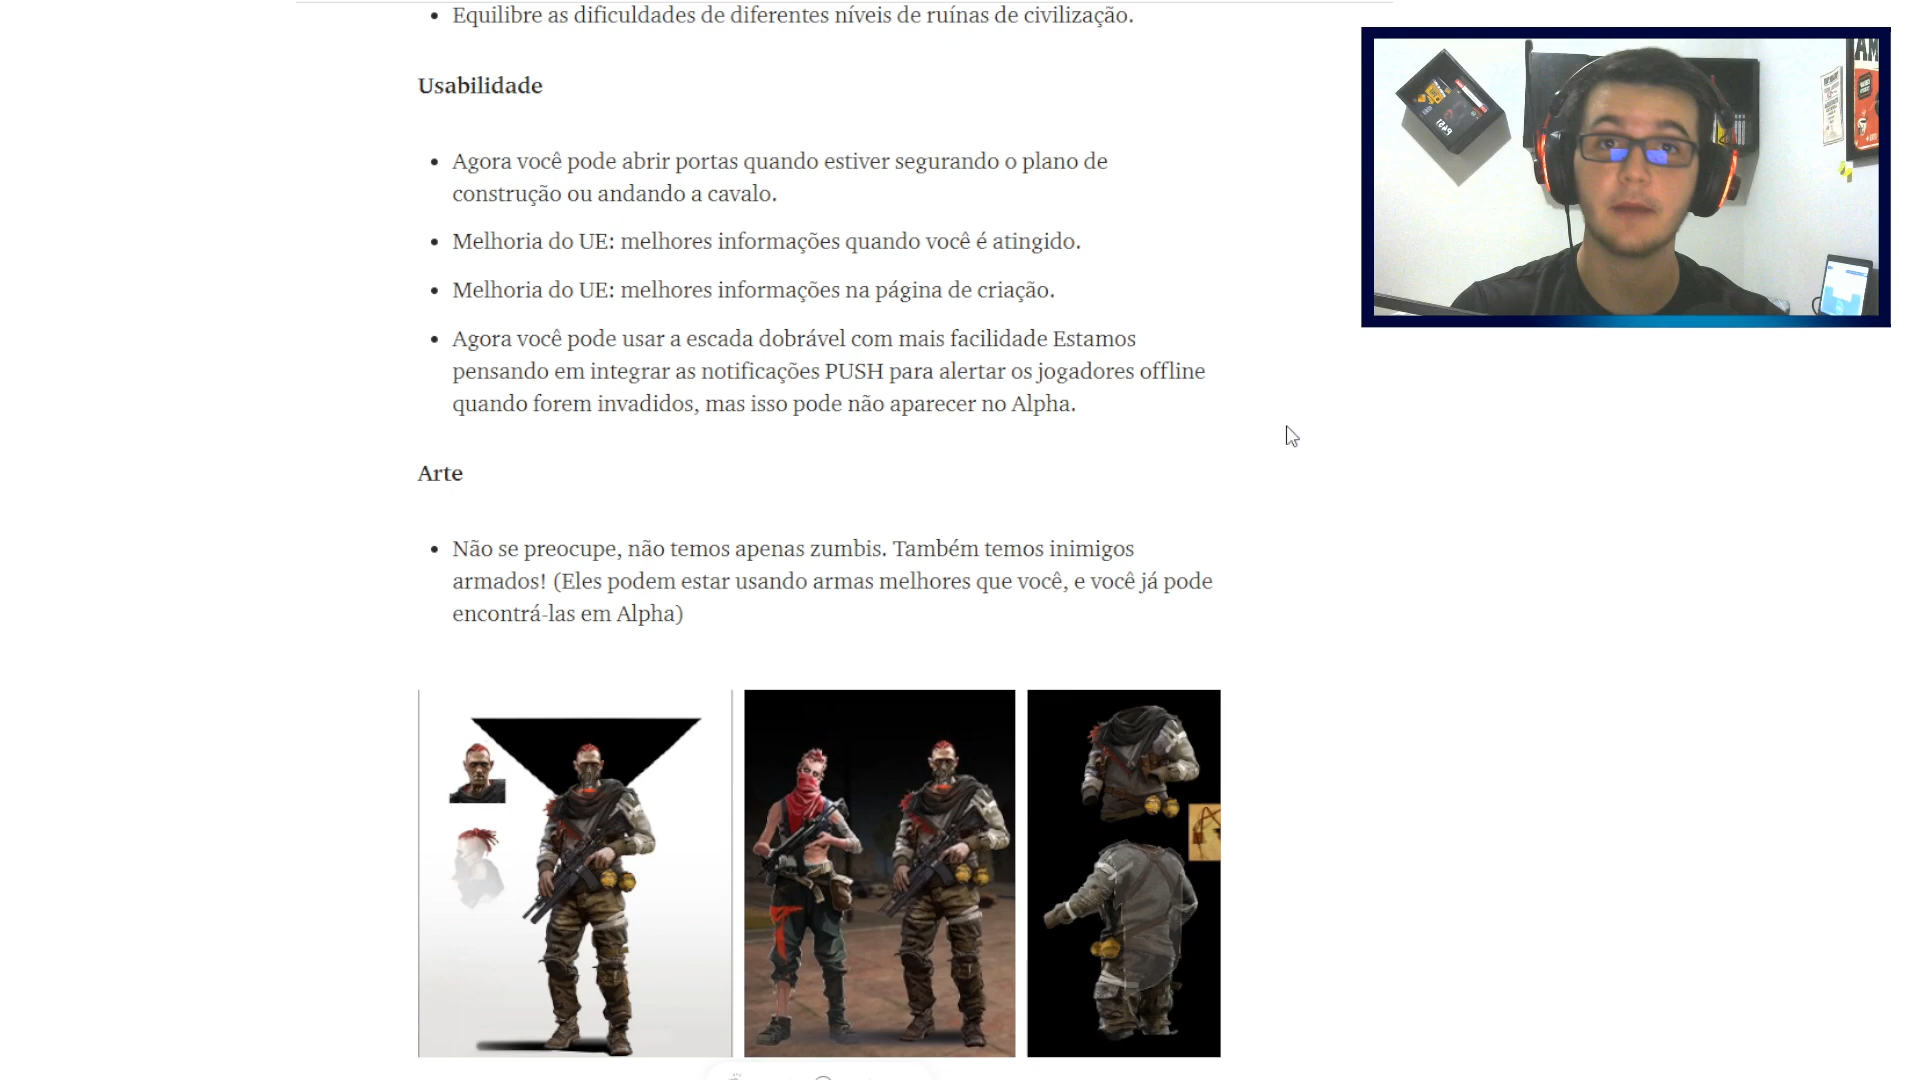 Equilibre as dificuldades de diferentes níveis de ruínas de civilização.
Usabilidade
Agora você pode abrir portas quando estiver segurando o plano de
construção ou andando a cavalo.
Melhoria do UE: melhores informações quando você é atingido.
Melhoria do UE: melhores informações na página de criação.
Agora você pode usar a escada dobrável com mais facilidade Estamos
pensando em integrar as notificações PUSH para alertar os jogadores offline
quando forem invadidos, mas isso pode não aparecer no Alpha.
Arte
Não se preocupe, não temos apenas zumbis. Também temos inimigos
armados! (Eles podem estar usando armas melhores que você, e você já pode
encontrá-las em Alpha)